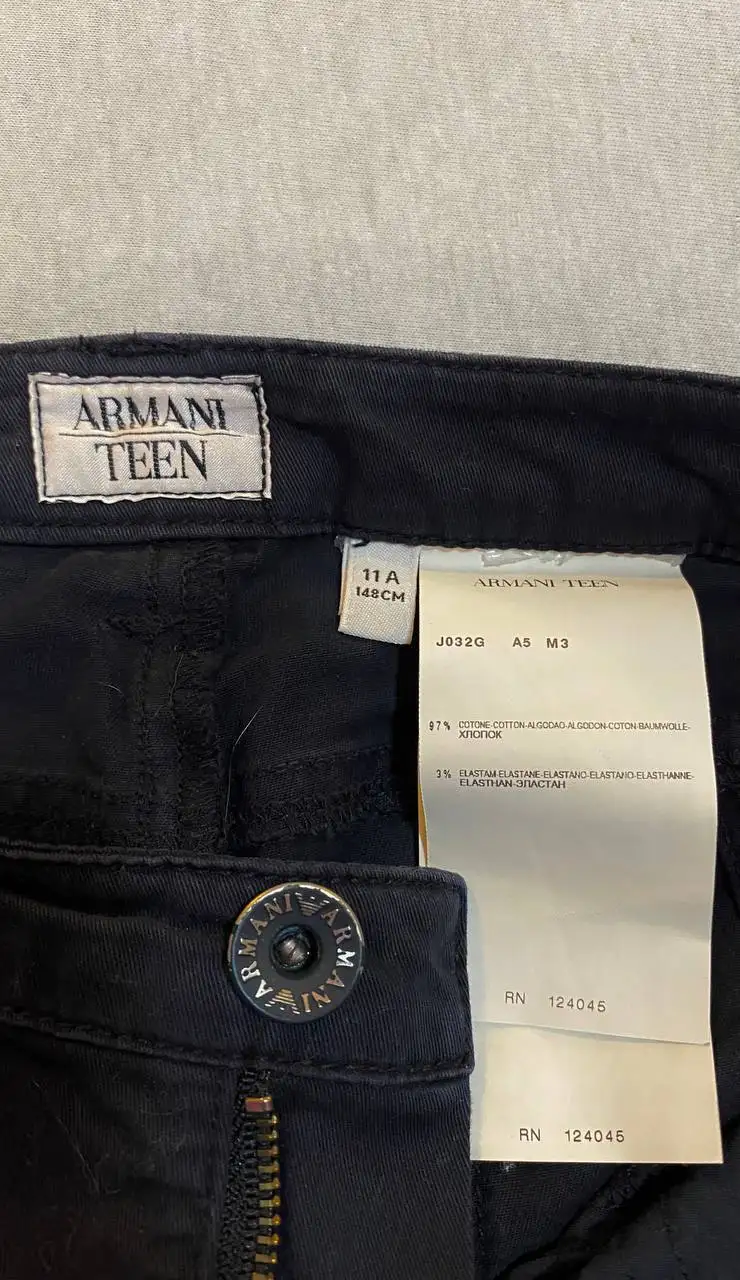 ARMANI
TEEN
11A
148CM
ARMANI TEEN
J032G A5 M3
97% COTONE-COTTON-ALGODAO-ALGODON-COTON-BAUMWOLLE-
ХЛОПОК
3% ELASTAM-ELASTANE-ELASTANO-ELASTANO-ELASTHANNE-
ELASTHAN-ЭЛАСТАН
ARMANI ARMANI
RN 124045
RN 124045